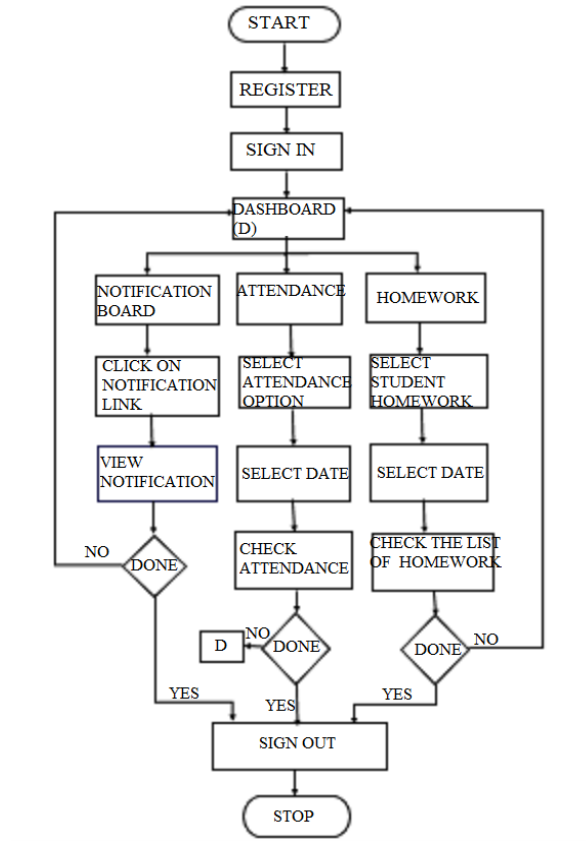 START
REGISTER
SIGN IN
DASHBOARD
(D)
NOTIFICATION
BOARD
ATTENDANCE
HOMEWORK
CLICK ON
NOTIFICATION
LINK
SELECT
ATTENDANCE
OPTION
SELECT
STUDENT
HOMEWORK
VIEW
NOTIFICATION
SELECT DATE
SELECT DATE
CHECK
ATTENDANCE
CHECK THE LIST
OF HOMEWORK
NO
DONE
D
NO
DONE
DONE
NO
YES
YES
YES
SIGN OUT
STOP